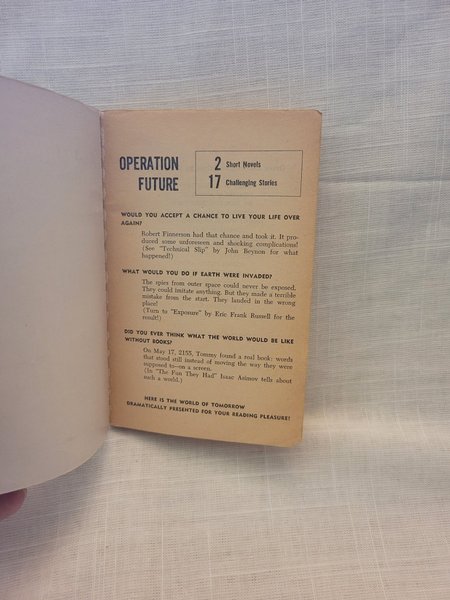 OPERATION
FUTURE
2 Short Novels
17 Challenging Stories
WOULD YOU ACCEPT A CHANCE TO LIVE YOUR LIFE OVER
AGAIN?
Robert Finnerson had that chance and took it. It pro-
duced some unforeseen and shocking complications!
(See "Technical Slip" by John Beynon for what
happened!)
WHAT WOULD YOU DO IF EARTH WERE INVADED?
The spies from outer space could never be exposed.
They could imitate anything. But they made a terrible
mistake from the start. They landed in the wrong
place!
(Turn to "Exposure" by Eric Frank Russell for the
result!)
DID YOU EVER THINK WHAT THE WORLD WOULD BE LIKE
WITHOUT BOOKS?
On May 17, 2155, Tommy found a real book: words
that stood still instead of moving the way they were
supposed to—on a screen.
(In "The Fun They Had" Isaac Asimov tells about
such a world.)
HERE IS THE WORLD OF TOMORROW
DRAMATICALLY PRESENTED FOR YOUR READING PLEASURE!